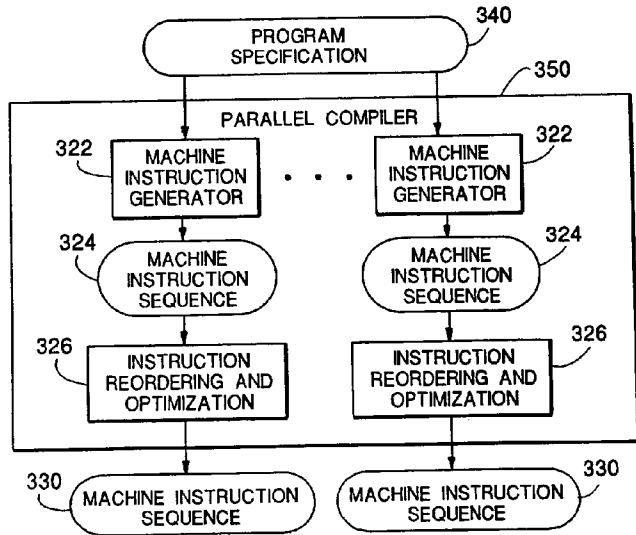 PROGRAM
SPECIFICATION
340
350
PARALLEL COMPILER
322
MACHINE
INSTRUCTION
GENERATOR
. . .
MACHINE
INSTRUCTION
GENERATOR
322
324
MACHINE
INSTRUCTION
SEQUENCE
MACHINE
INSTRUCTION
SEQUENCE
324
326
INSTRUCTION
REORDERING AND
OPTIMIZATION
INSTRUCTION
REORDERING AND
OPTIMIZATION
326
330
MACHINE INSTRUCTION
SEQUENCE
MACHINE INSTRUCTION
SEQUENCE
330